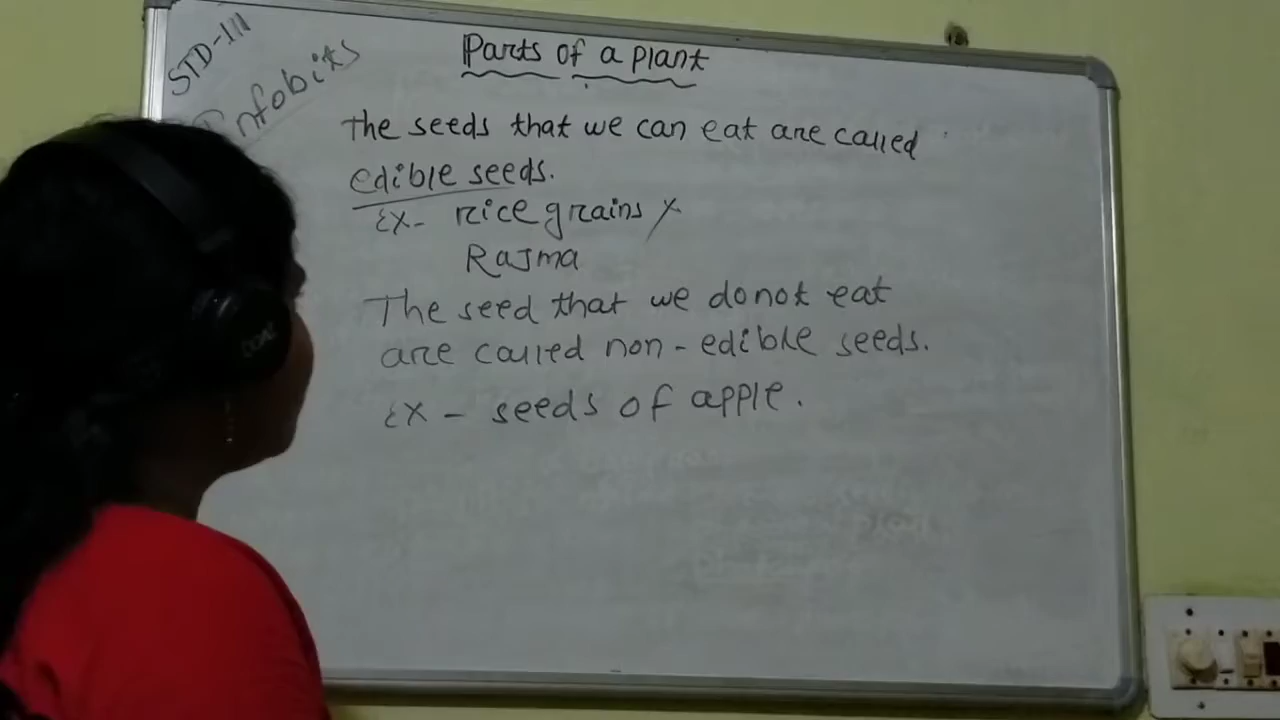 STD-III
Infobits
Parts of a plant
The seeds that we can eat are called
edible seeds.
Ex- rice grains x
Rajma
The seed that we donot eat
are called non-edible seeds.
Ex - seeds of apple.